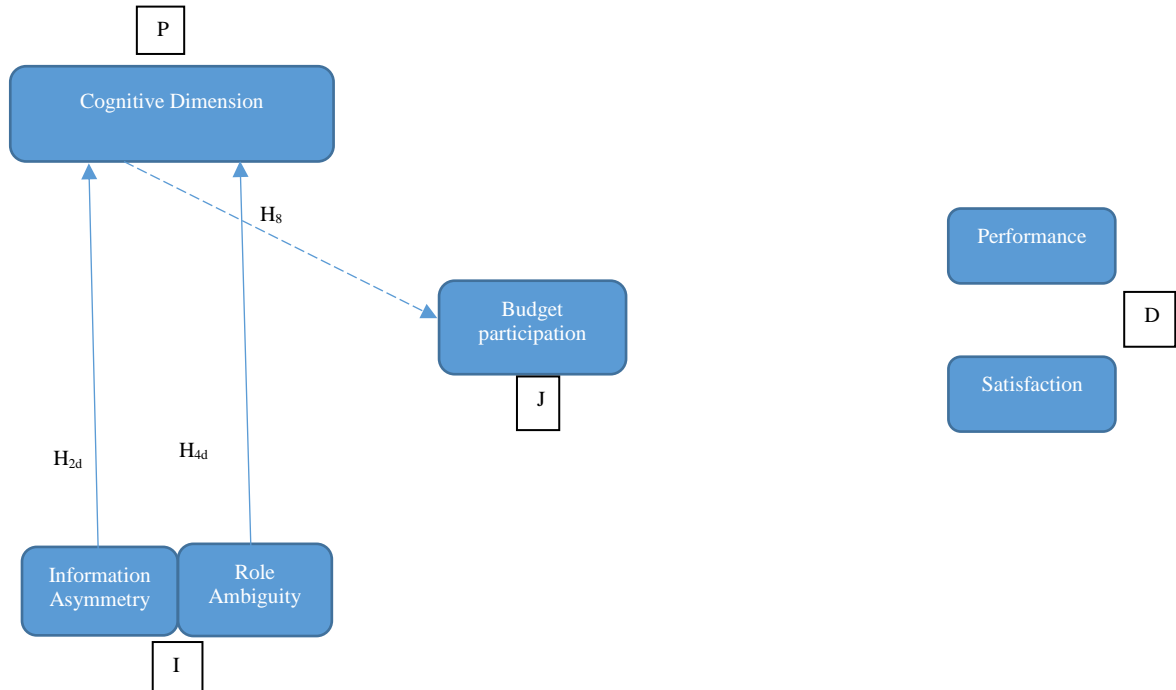 P
Cognitive Dimension
H₈
Performance
Budget
participation
D
J
Satisfaction
H₂d
H₄d
Information
Asymmetry
Role
Ambiguity
I